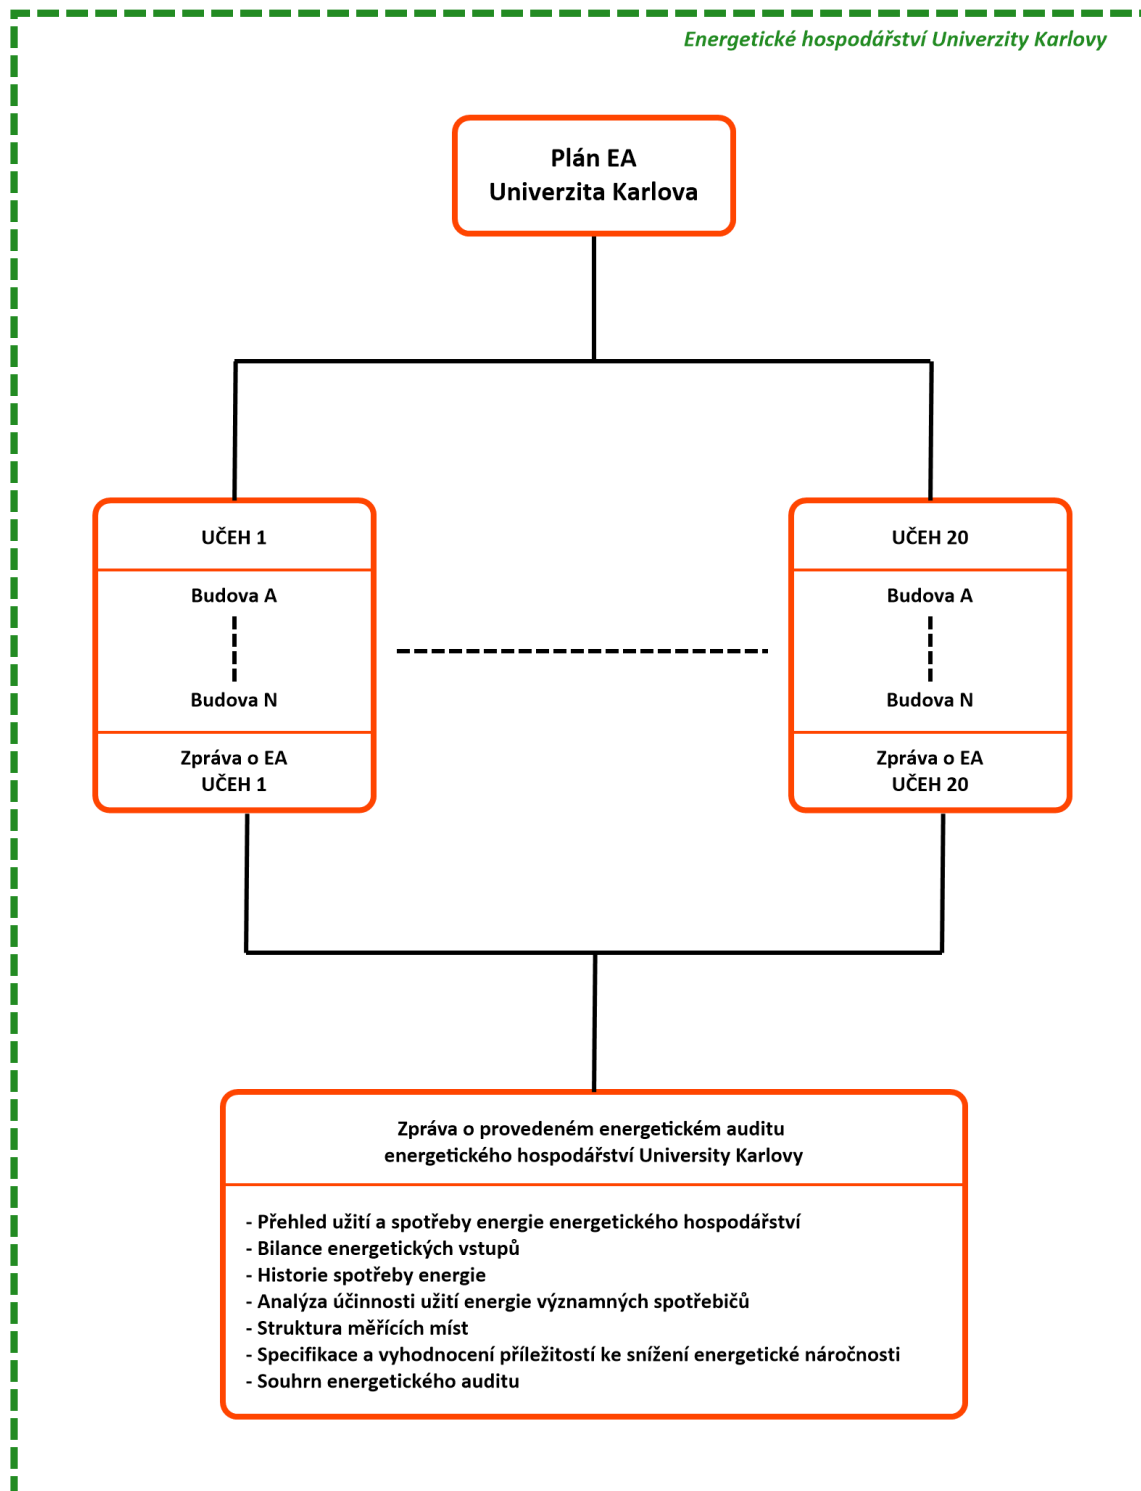 Energetické hospodářství Univerzity Karlovy
Plán EA
Univerzita Karlova
UČEH 1
Budova A
Budova N
Zpráva o EA
UČEH 1
UČEH 20
Budova A
Budova N
Zpráva o EA
UČEH 20
Zpráva o provedeném energetickém auditu
energetického hospodářství University Karlovy
- Přehled užití a spotřeby energie energetického hospodářství
- Bilance energetických vstupů
- Historie spotřeby energie
- Analýza účinnosti užití energie významných spotřebičů
- Struktura měřících míst
- Specifikace a vyhodnocení příležitostí ke snížení energetické náročnosti
- Souhrn energetického auditu